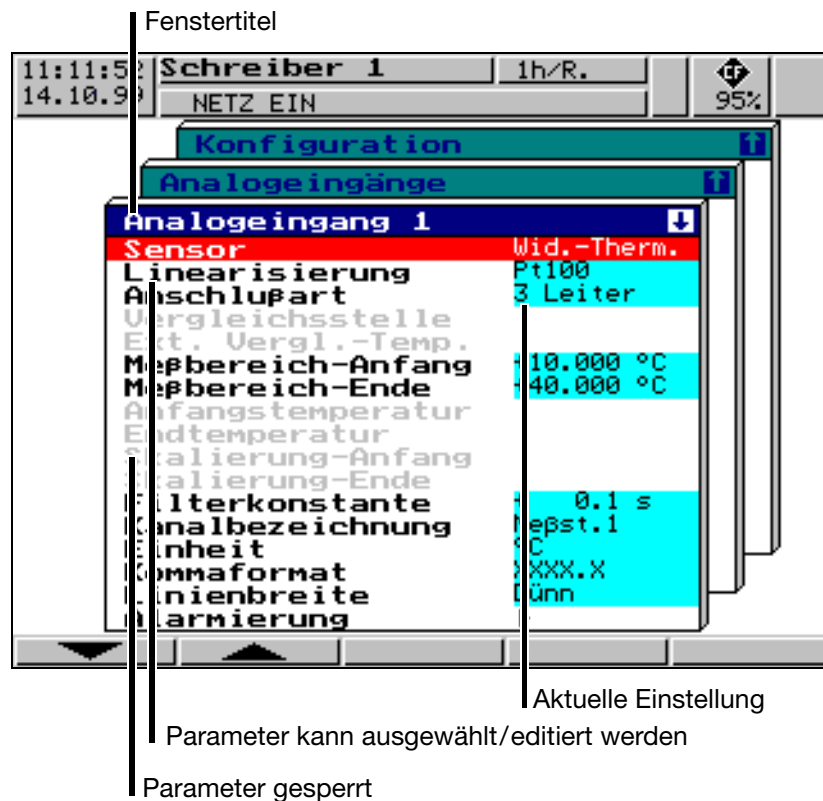 Fenstertitel
11:11:52 Schreiber 1 1h/R.
14.10.99 NETZ EIN 95%
Konfiguration
Analogeingänge
Analogeingang 1
Sensor Wid.-Therm.
Linearisierung Pt100
Anschlußart 3 Leiter
Vergleichsstelle
Ext. Vergl.-Temp.
Meßbereich-Anfang +10.000 °C
Meßbereich-Ende +40.000 °C
Anfangstemperatur
Endtemperatur
Skalierung-Anfang
Skalierung-Ende
Filterkonstante + 0.1 s
Kanalbezeichnung Meßst.1
Einheit °C
Kommaformat XXXX.X
Linienbreite Dünn
Alarmierung
Aktuelle Einstellung
Parameter kann ausgewählt/editiert werden
Parameter gesperrt